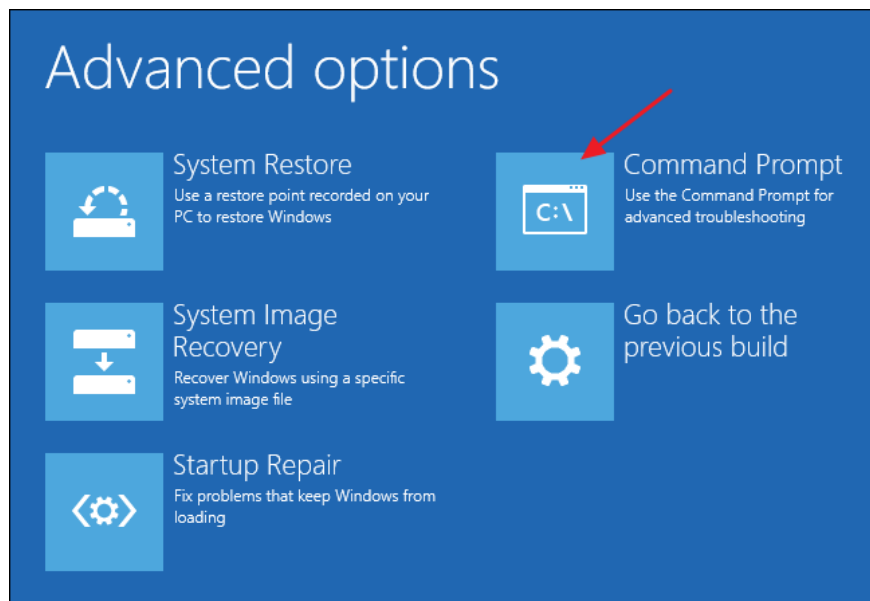 Advanced options
System Restore
Use a restore point recorded on your
PC to restore Windows
Command Prompt
Use the Command Prompt for
advanced troubleshooting
C:\
System Image
Recovery
Recover Windows using a specific
system image file
Go back to the
previous build
Startup Repair
Fix problems that keep Windows from
loading